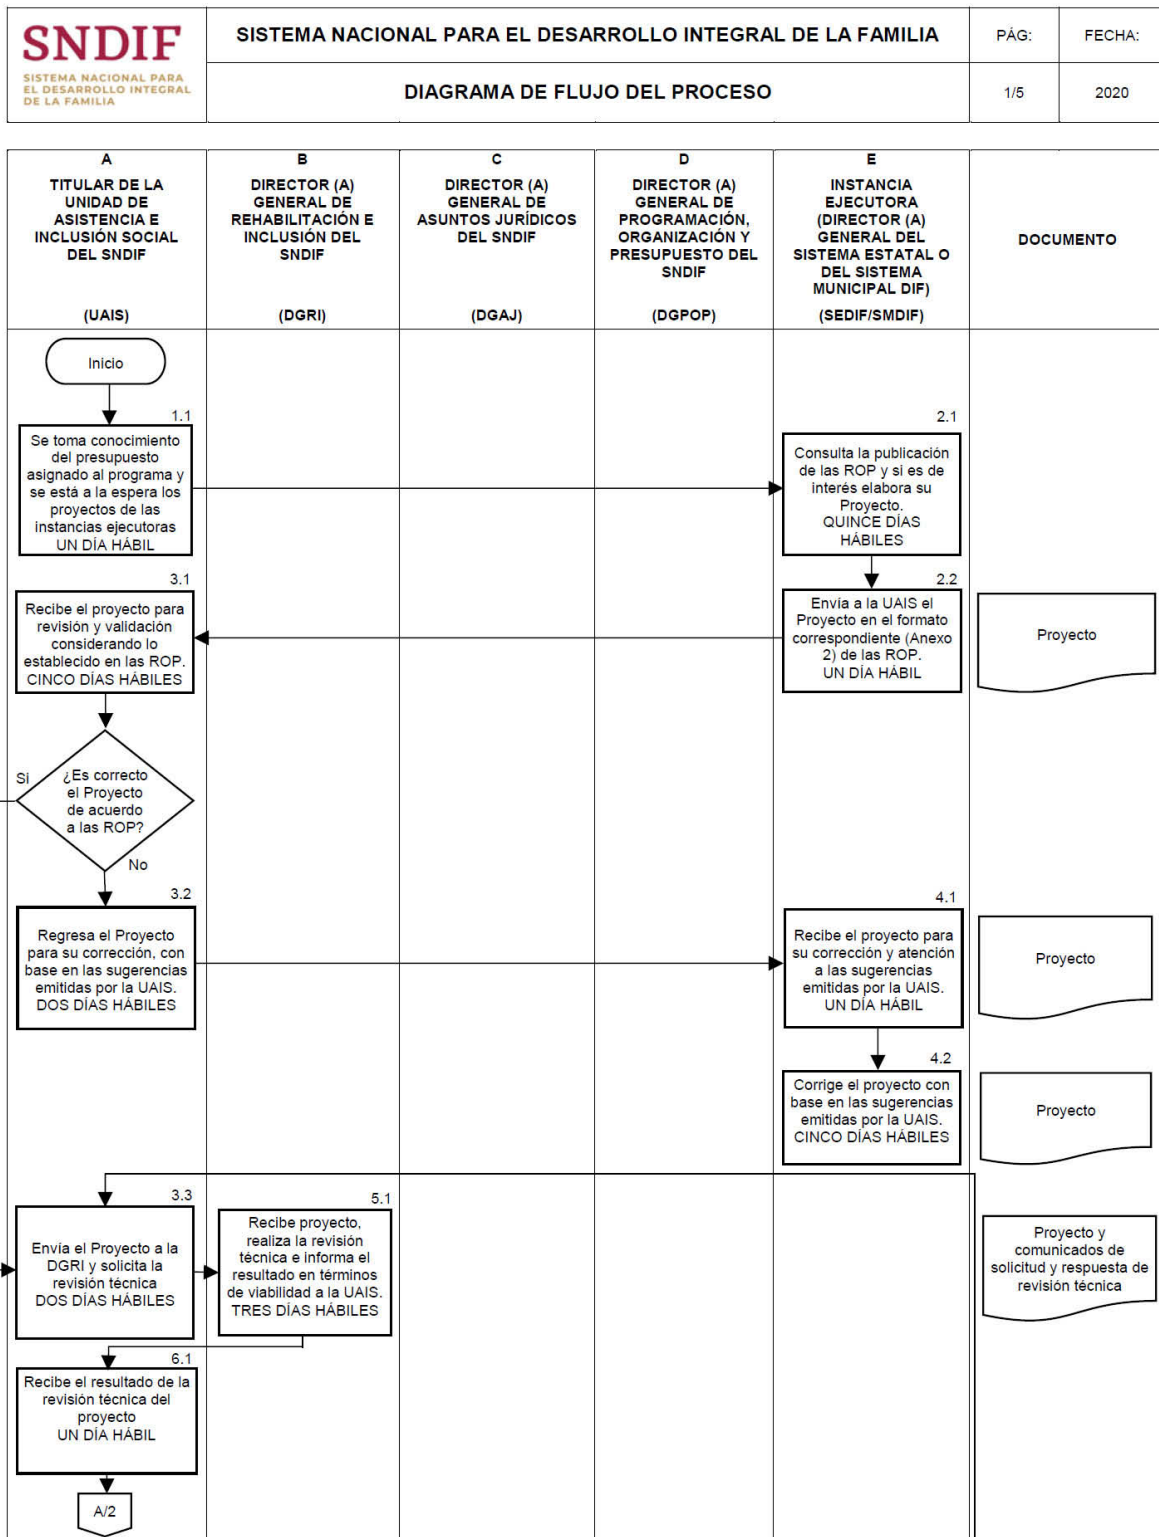 SNDIF
SISTEMA NACIONAL PARA
EL DESARROLLO INTEGRAL
DE LA FAMILIA
SISTEMA NACIONAL PARA EL DESARROLLO INTEGRAL DE LA FAMILIA
PÁG:
FECHA:
DIAGRAMA DE FLUJO DEL PROCESO
1/5
2020
A
TITULAR DE LA
UNIDAD DE
ASISTENCIA E
INCLUSIÓN SOCIAL
DEL SNDIF
(UAIS)
B
DIRECTOR (A)
GENERAL DE
REHABILITACIÓN E
INCLUSIÓN DEL
SNDIF
(DGRI)
C
DIRECTOR (A)
GENERAL DE
ASUNTOS JURÍDICOS
DEL SNDIF
(DGAJ)
D
DIRECTOR (A)
GENERAL DE
PROGRAMACIÓN,
ORGANIZACIÓN Y
PRESUPUESTO DEL
SNDIF
(DGPOP)
E
INSTANCIA
EJECUTORA
(DIRECTOR (A)
GENERAL DEL
SISTEMA ESTATAL O
DEL SISTEMA
MUNICIPAL DIF)
(SEDIF/SMDIF)
DOCUMENTO
Inicio
1.1
Se toma conocimiento
del presupuesto
asignado al programa y
se está a la espera los
proyectos de las
instancias ejecutoras
UN DÍA HÁBIL
2.1
Consulta la publicación
de las ROP y si es de
interés elabora su
Proyecto.
QUINCE DÍAS
HÁBILES
3.1
Recibe el proyecto para
revisión y validación
considerando lo
establecido en las ROP.
CINCO DÍAS HÁBILES
2.2
Envía a la UAIS el
Proyecto en el formato
correspondiente (Anexo
2) de las ROP.
UN DÍA HÁBIL
Proyecto
Si
¿Es correcto
el Proyecto
de acuerdo
a las ROP?
No
3.2
Regresa el Proyecto
para su corrección, con
base en las sugerencias
emitidas por la UAIS.
DOS DÍAS HÁBILES
4.1
Recibe el proyecto para
su corrección y atención
a las sugerencias
emitidas por la UAIS.
UN DÍA HÁBIL
Proyecto
4.2
Corrige el proyecto con
base en las sugerencias
emitidas por la UAIS.
CINCO DÍAS HÁBILES
Proyecto
3.3
Envía el Proyecto a la
DGRI y solicita la
revisión técnica
DOS DÍAS HÁBILES
5.1
Recibe proyecto,
realiza la revisión
técnica e informa el
resultado en términos
de viabilidad a la UAIS.
TRES DÍAS HÁBILES
Proyecto y
comunicados de
solicitud y respuesta de
revisión técnica
6.1
Recibe el resultado de la
revisión técnica del
proyecto
UN DÍA HÁBIL
A/2